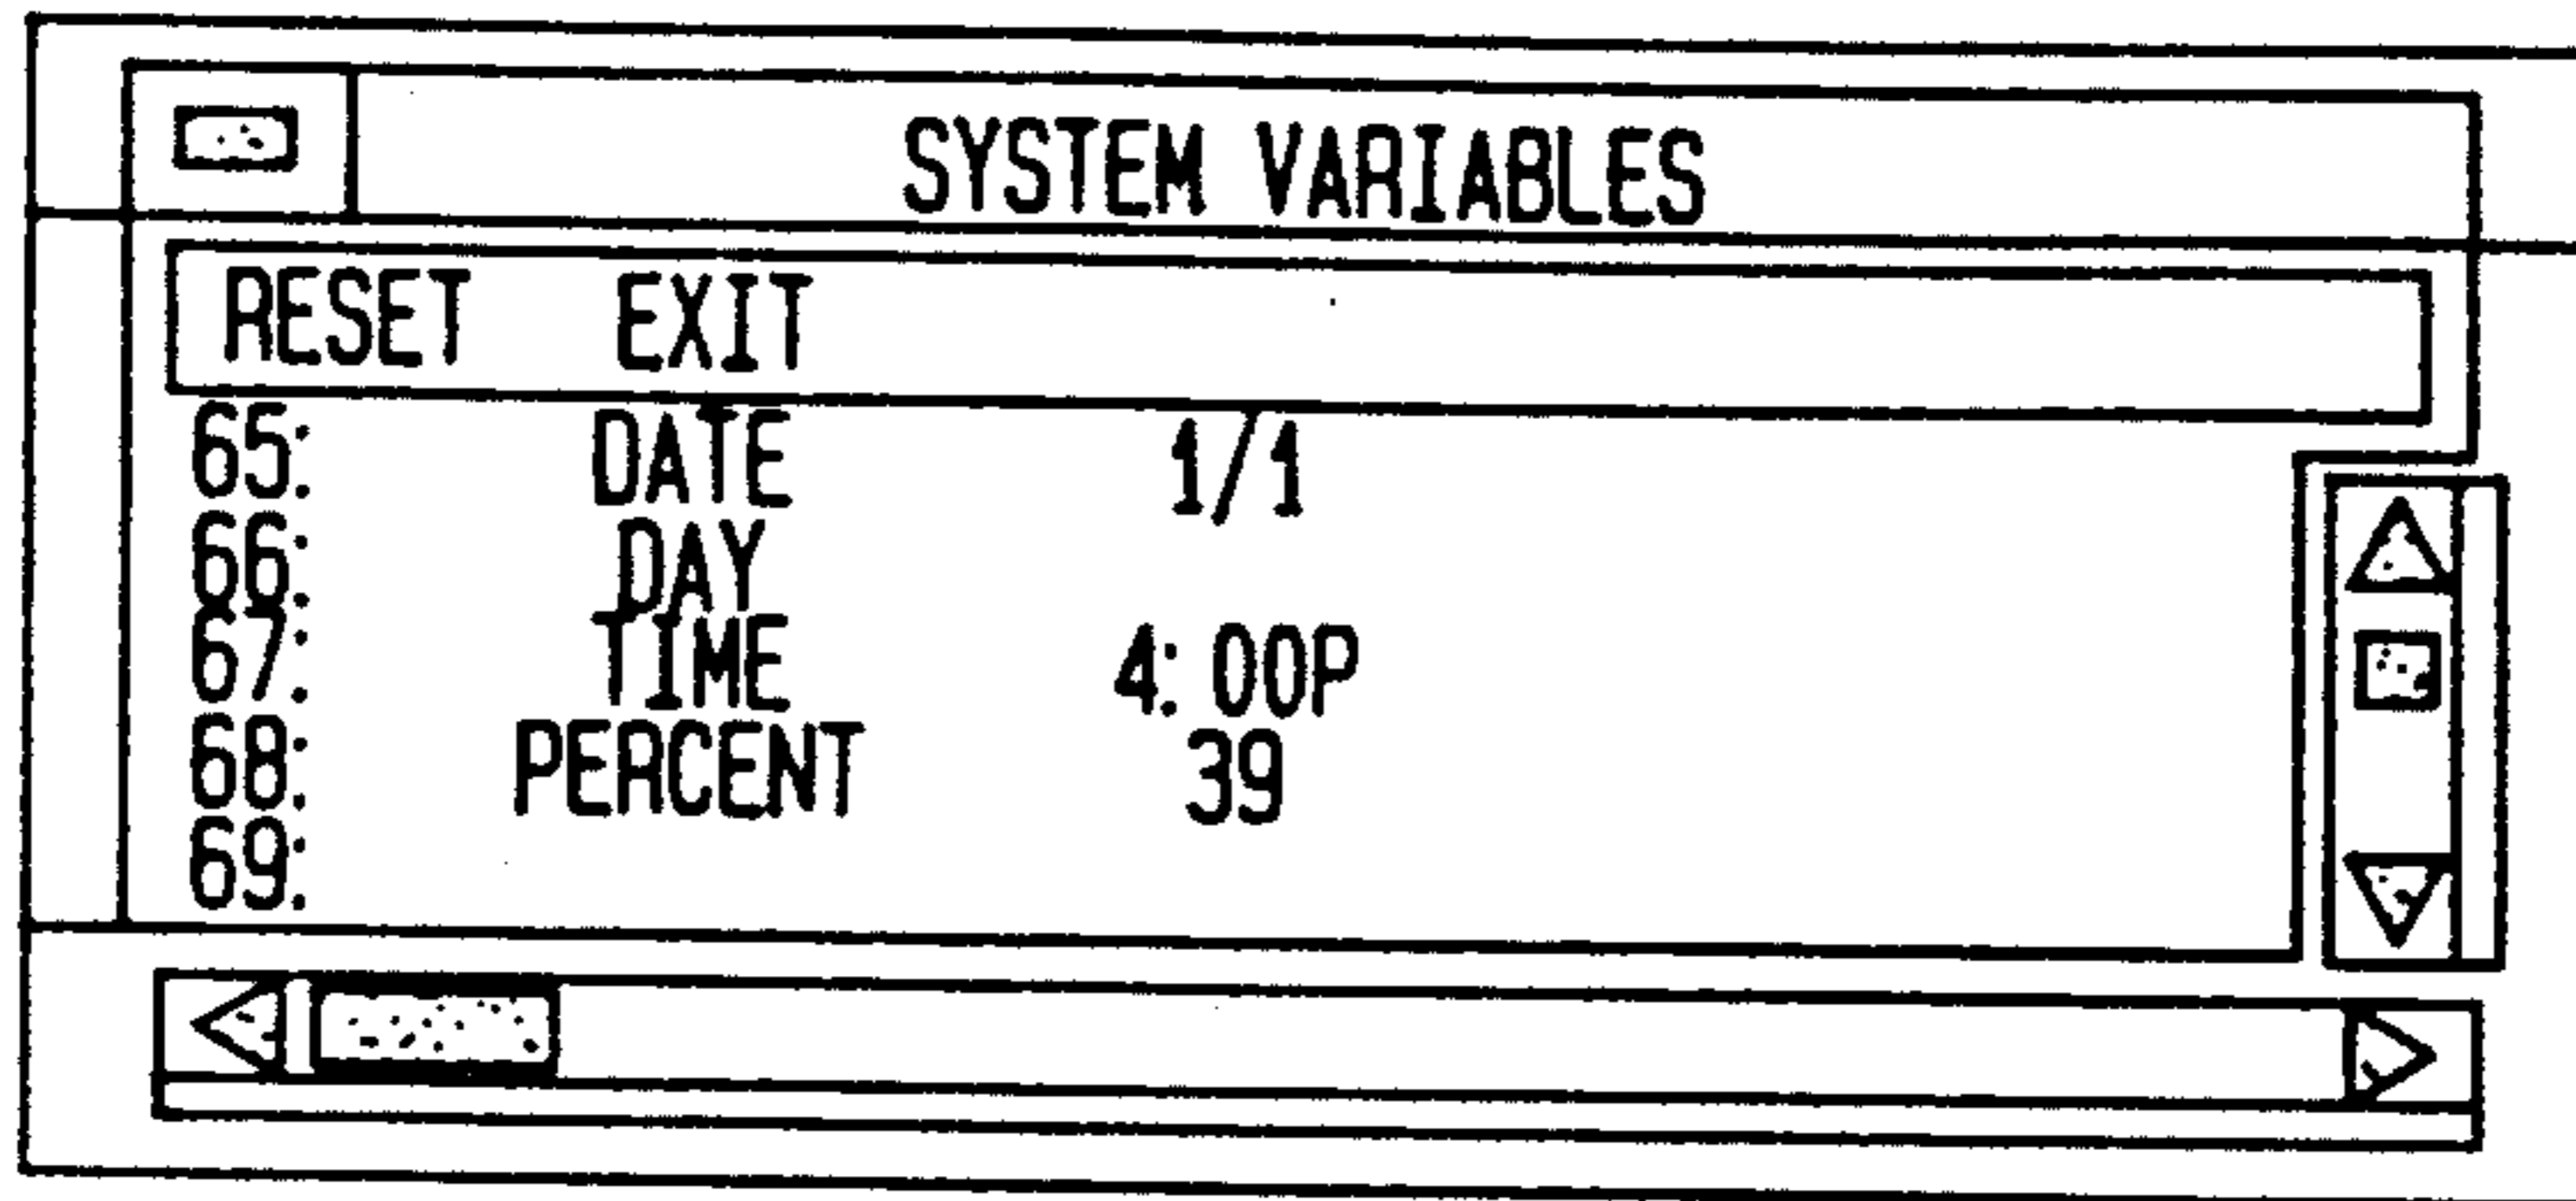 SYSTEM VARIABLES
RESET EXIT
65: DATE 1/1
66: DAY
67: TIME 4:00P
68: PERCENT 39
69: